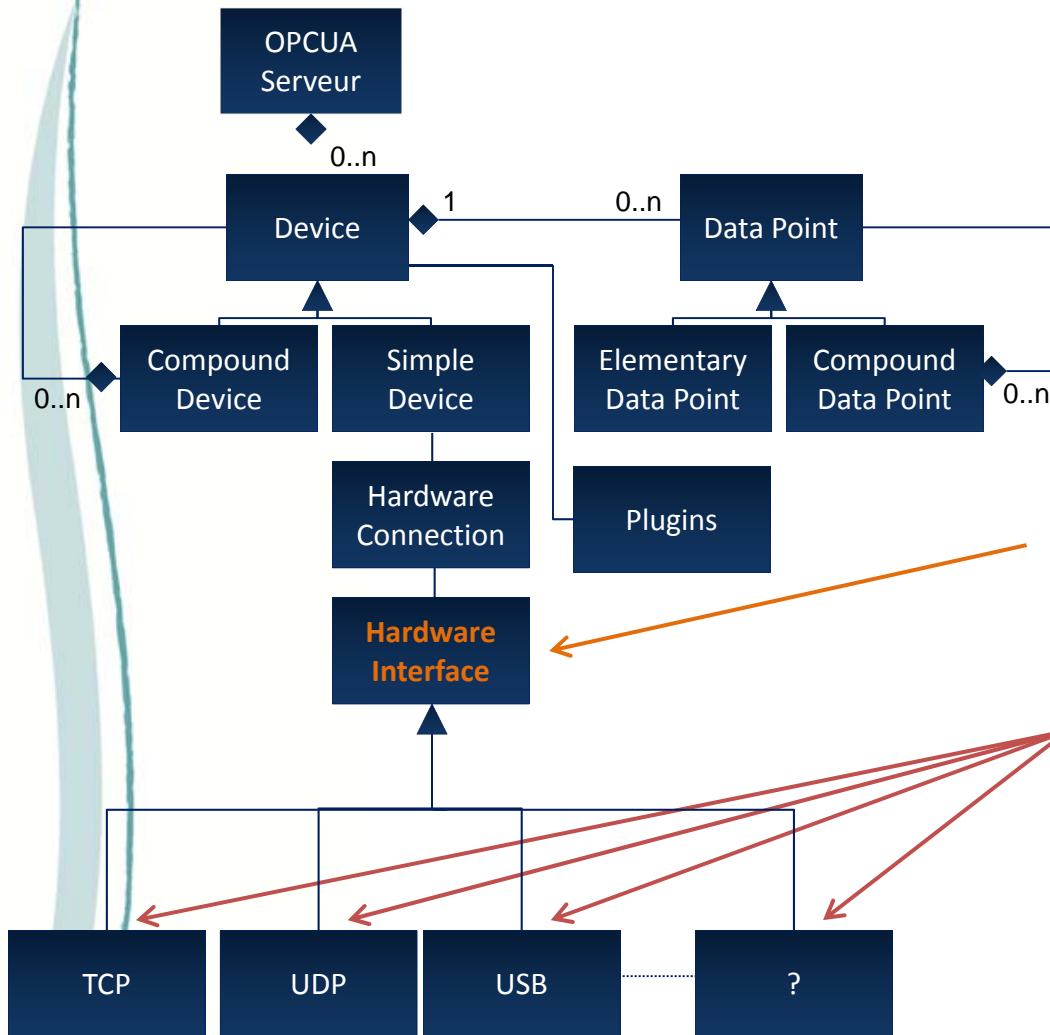 OPCUA
Serveur
0..n
Device
1
0..n
Data Point
Compound
Device
Simple
Device
Elementary
Data Point
Compound
Data Point
0..n
0..n
Hardware
Connection
Plugins
Hardware
Interface
TCP
UDP
USB
?